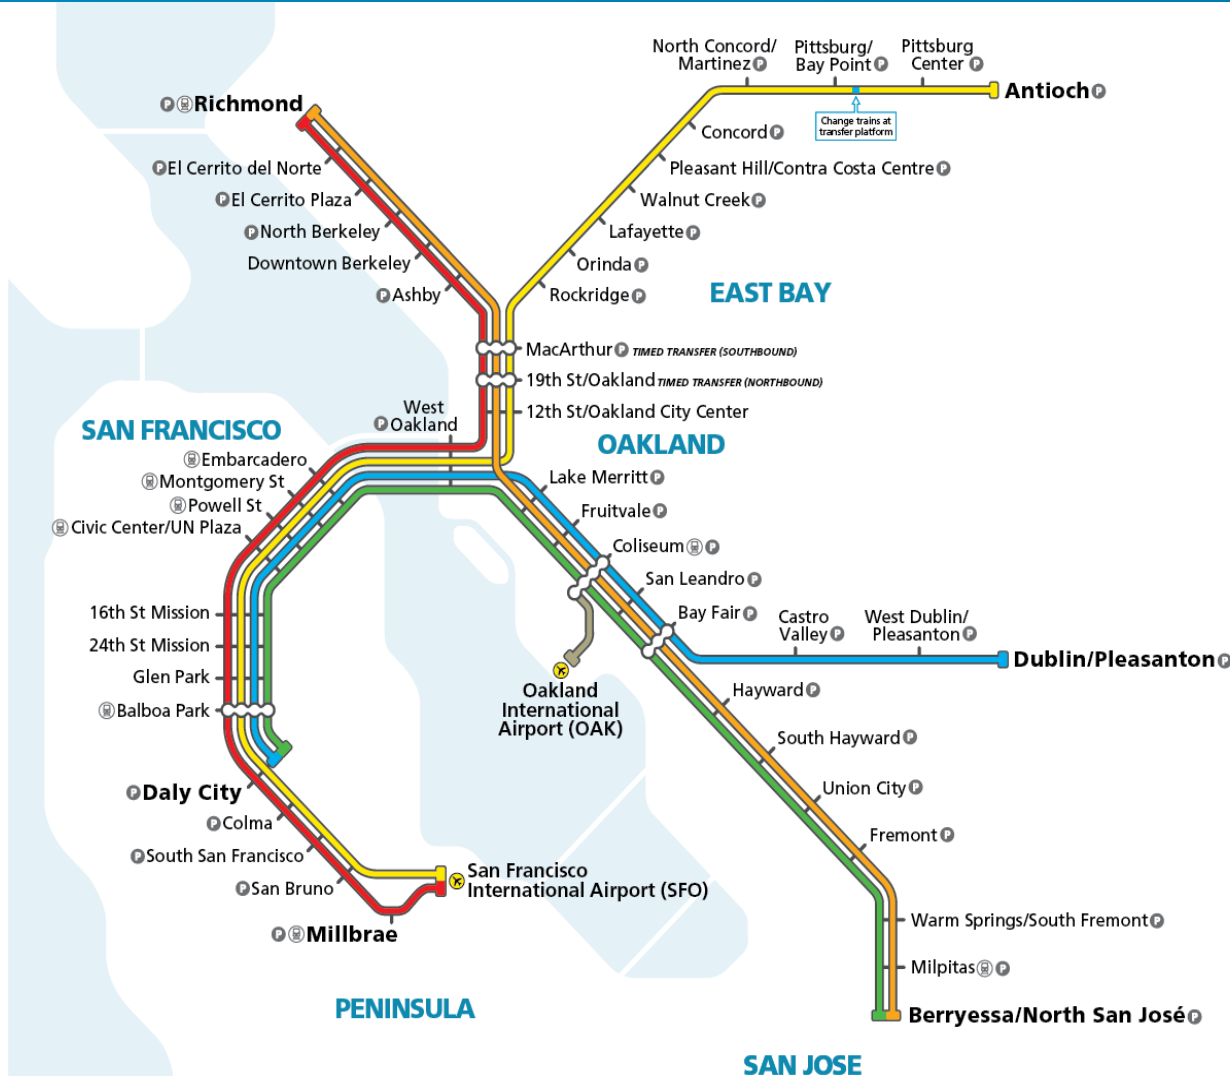 North Concord/
Martinez P
Pittsburg/
Bay Point P
Pittsburg
Center P
Antioch P
Change trains at
transfer platform
P Richmond
Concord P
P El Cerrito del Norte
Pleasant Hill/Contra Costa Centre P
P El Cerrito Plaza
Walnut Creek P
P North Berkeley
Lafayette P
Downtown Berkeley
Orinda P
P Ashby
Rockridge P
EAST BAY
MacArthur P TIMED TRANSFER (SOUTHBOUND)
19th St/Oakland TIMED TRANSFER (NORTHBOUND)
12th St/Oakland City Center
West
P Oakland
SAN FRANCISCO
OAKLAND
Embarcadero
Montgomery St
Powell St
Civic Center/UN Plaza
Lake Merritt P
Fruitvale P
Coliseum P
San Leandro P
Bay Fair P
Castro
Valley P
West Dublin/
Pleasanton P
Dublin/Pleasanton P
16th St Mission
24th St Mission
Glen Park
Balboa Park
Oakland
International
Airport (OAK)
Hayward P
South Hayward P
Union City P
Fremont P
P Daly City
P Colma
P South San Francisco
P San Bruno
San Francisco
International Airport (SFO)
P Millbrae
Warm Springs/South Fremont P
Milpitas P
Berryessa/North San José P
PENINSULA
SAN JOSE